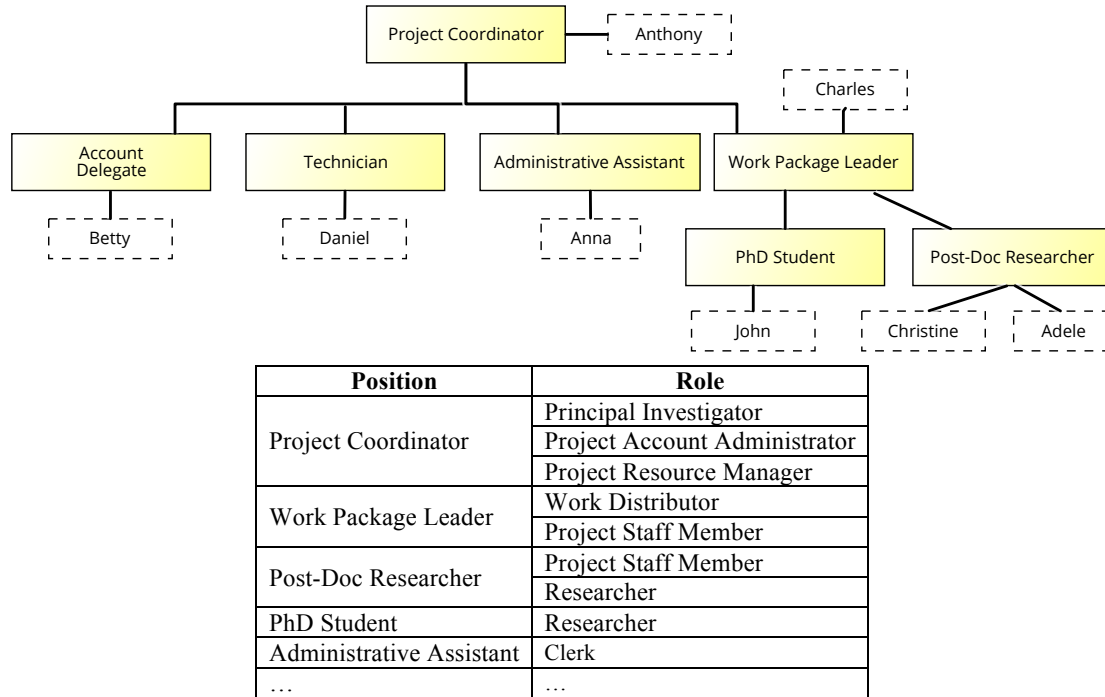 Project Coordinator
Anthony
Charles
Account
Delegate
Technician
Administrative Assistant
Work Package Leader
Betty
Daniel
Anna
PhD Student
Post-Doc Researcher
John
Christine
Adele
Position Role
Project Coordinator
Principal Investigator
Project Account Administrator
Project Resource Manager
Work Package Leader
Work Distributor
Project Staff Member
Post-Doc Researcher
Project Staff Member
Researcher
PhD Student Researcher
Administrative Assistant Clerk
… …